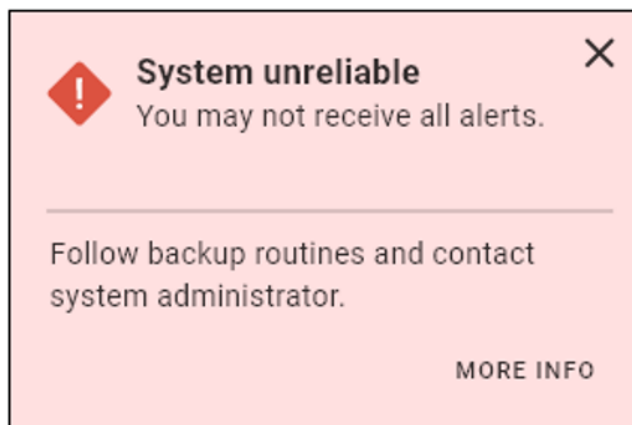 System unreliable
You may not receive all alerts.
Follow backup routines and contact
system administrator.
MORE INFO